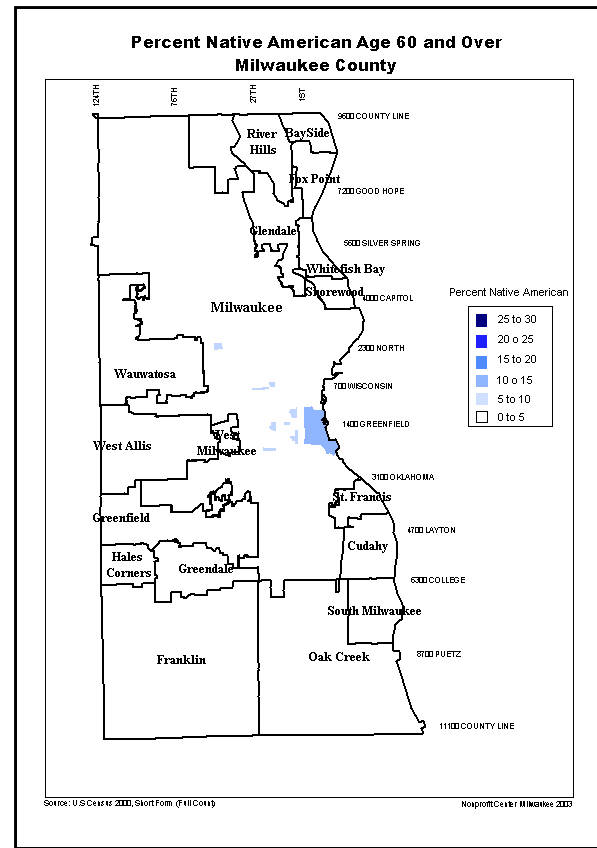 Percent Native American Age 60 and Over
Milwaukee County
124TH
76TH
27TH
1ST
9600 COUNTY LINE
River
Hills
BaySide
Fox Point
7200 GOOD HOPE
Glendale
5600 SILVER SPRING
Whitefish Bay
Shorewood
4000 CAPITOL
Milwaukee
2300 NORTH
Wauwatosa
700 WISCONSIN
1400 GREENFIELD
West Allis
West
Milwaukee
3100 OKLAHOMA
St. Francis
Greenfield
4700 LAYTON
Cudahy
Hales
Corners
Greendale
6300 COLLEGE
South Milwaukee
8700 PUETZ
Franklin
Oak Creek
11100 COUNTY LINE
Percent Native American
25 to 30
20 o 25
15 to 20
10 o 15
5 to 10
0 to 5
Source: U.S Census 2000, Short Form (Full Count)
Nonprofit Center Milwaukee 2003